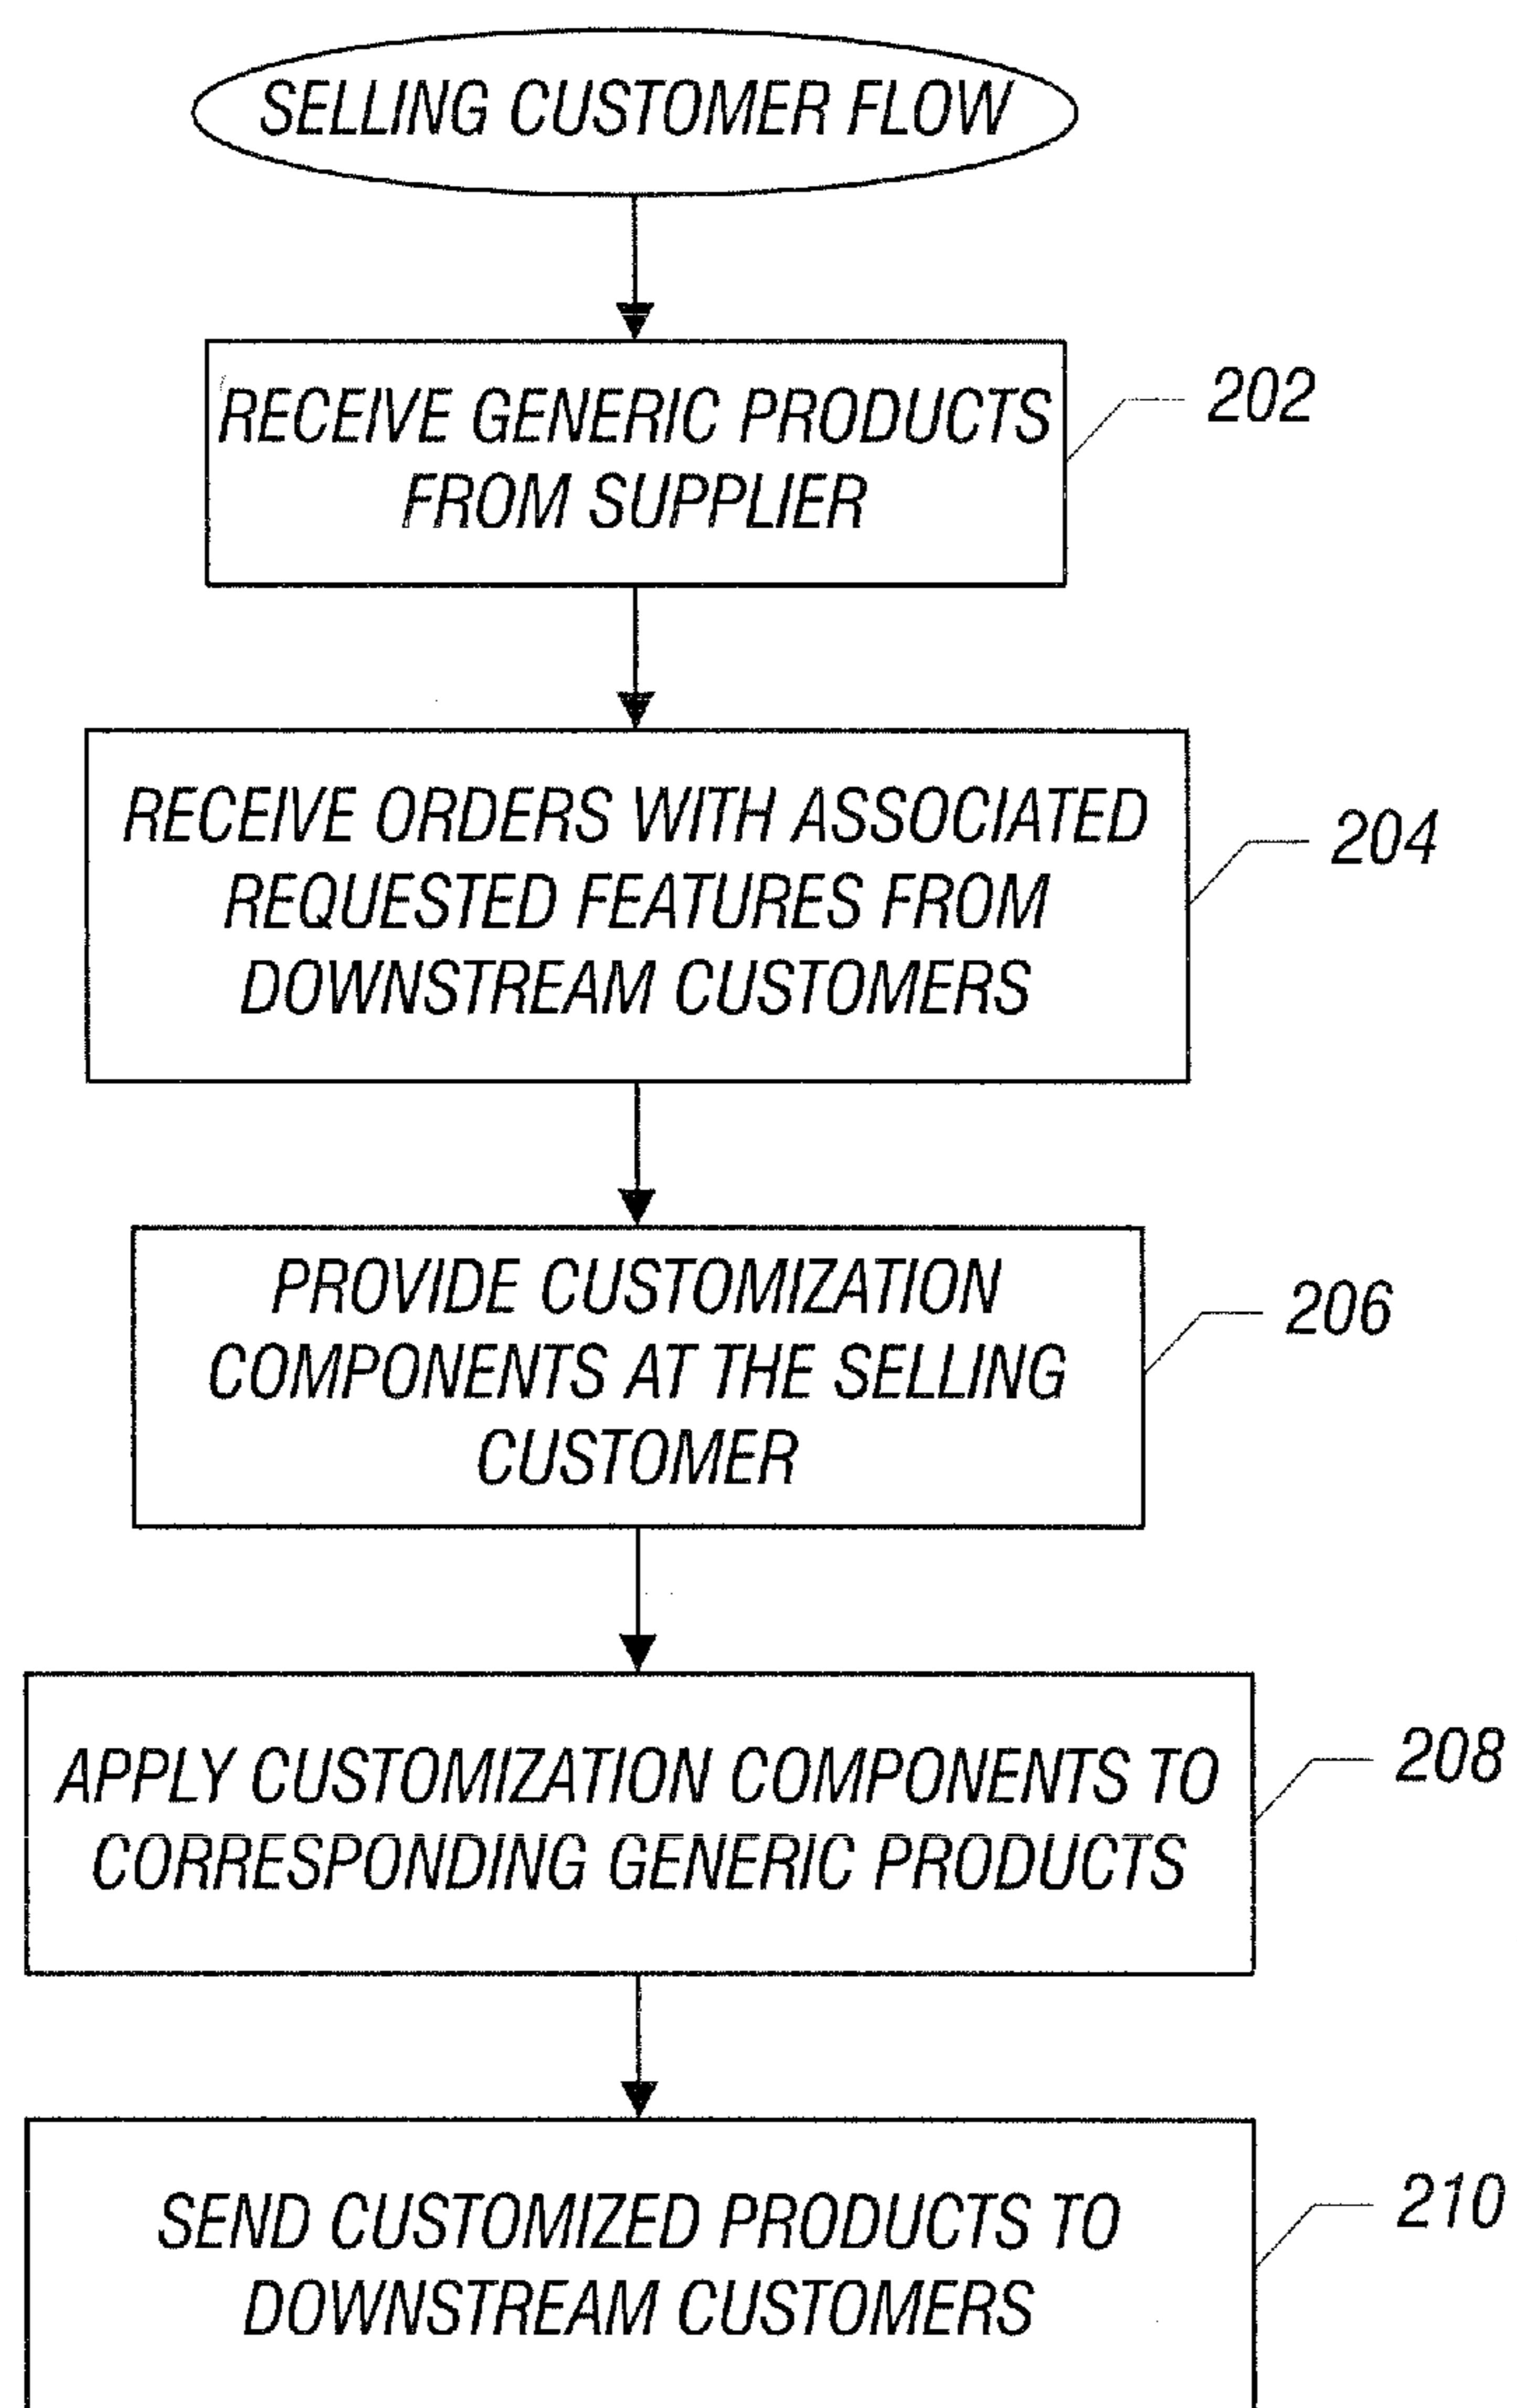 SELLING CUSTOMER FLOW
RECEIVE GENERIC PRODUCTS
FROM SUPPLIER
202
RECEIVE ORDERS WITH ASSOCIATED
REQUESTED FEATURES FROM
DOWNSTREAM CUSTOMERS
204
PROVIDE CUSTOMIZATION
COMPONENTS AT THE SELLING
CUSTOMER
206
APPLY CUSTOMIZATION COMPONENTS TO
CORRESPONDING GENERIC PRODUCTS
208
SEND CUSTOMIZED PRODUCTS TO
DOWNSTREAM CUSTOMERS
210